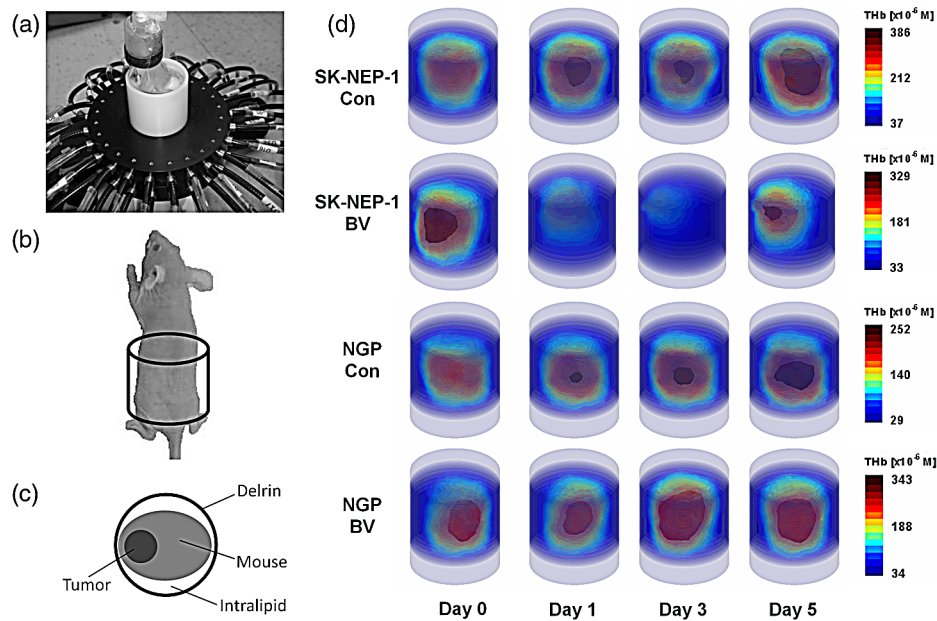 (a)
(b)
(c)
Delrin
Mouse
Tumor
Intralipid
(d)
SK-NEP-1
Con
THb [x10⁻⁶ M]
386
212
37
SK-NEP-1
BV
THb [x10⁻⁶ M]
329
181
33
NGP
Con
THb [x10⁻⁶ M]
252
140
29
NGP
BV
THb [x10⁻⁶ M]
343
188
34
Day 0 Day 1 Day 3 Day 5